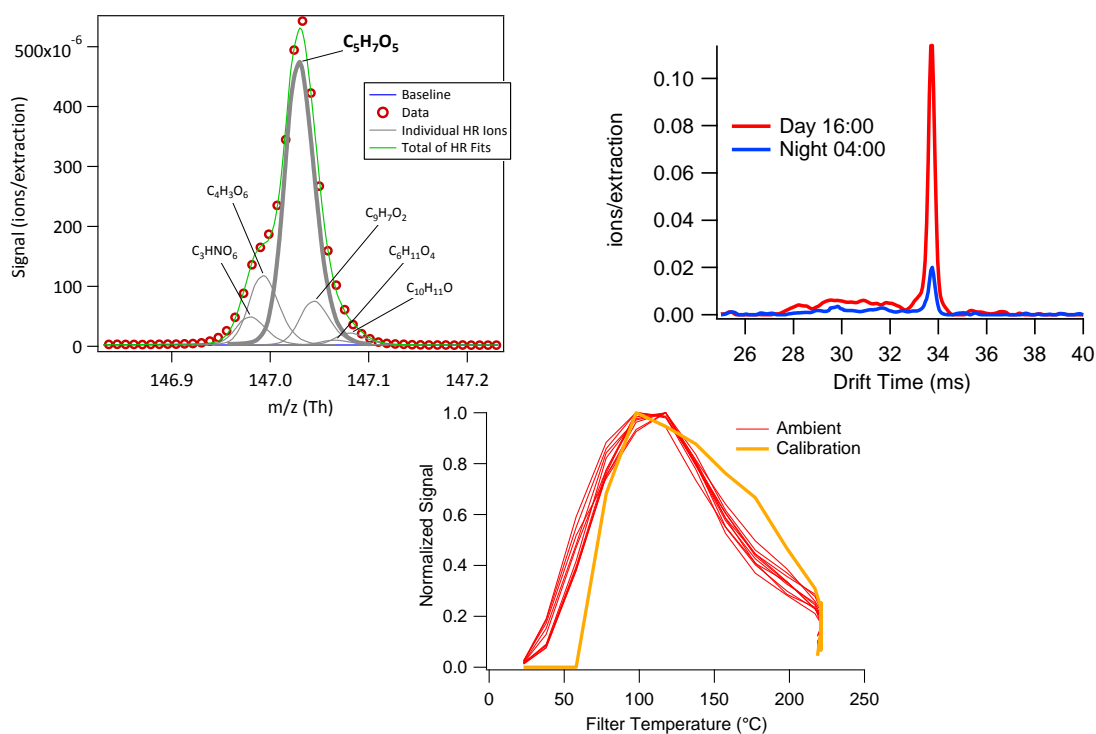 500x10⁻⁶
400
300
200
100
0
Signal (ions/extraction)
146.9
147.0
147.1
147.2
m/z (Th)
C₅H₇O₅
Baseline
Data
Individual HR Ions
Total of HR Fits
C₄H₃O₆
C₉H₇O₂
C₃HNO₆
C₆H₁₁O₄
C₁₀H₁₁O
0.10
0.08
0.06
0.04
0.02
0.00
ions/extraction
Day 16:00
Night 04:00
26
28
30
32
34
36
38
40
Drift Time (ms)
1.0
0.8
0.6
0.4
0.2
0.0
Normalized Signal
Ambient
Calibration
0
50
100
150
200
250
Filter Temperature (°C)